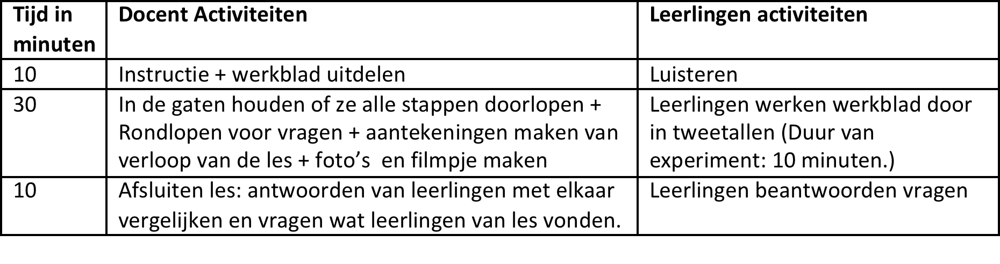 Tijd in
minuten
Docent Activiteiten
Leerlingen activiteiten
10
Instructie + werkblad uitdelen
Luisteren
30
In de gaten houden of ze alle stappen doorlopen +
Rondlopen voor vragen + aantekeningen maken van
verloop van de les + foto’s  en filmpje maken
Leerlingen werken werkblad door
in tweetallen (Duur van
experiment: 10 minuten.)
10
Afsluiten les: antwoorden van leerlingen met elkaar
vergelijken en vragen wat leerlingen van les vonden.
Leerlingen beantwoorden vragen